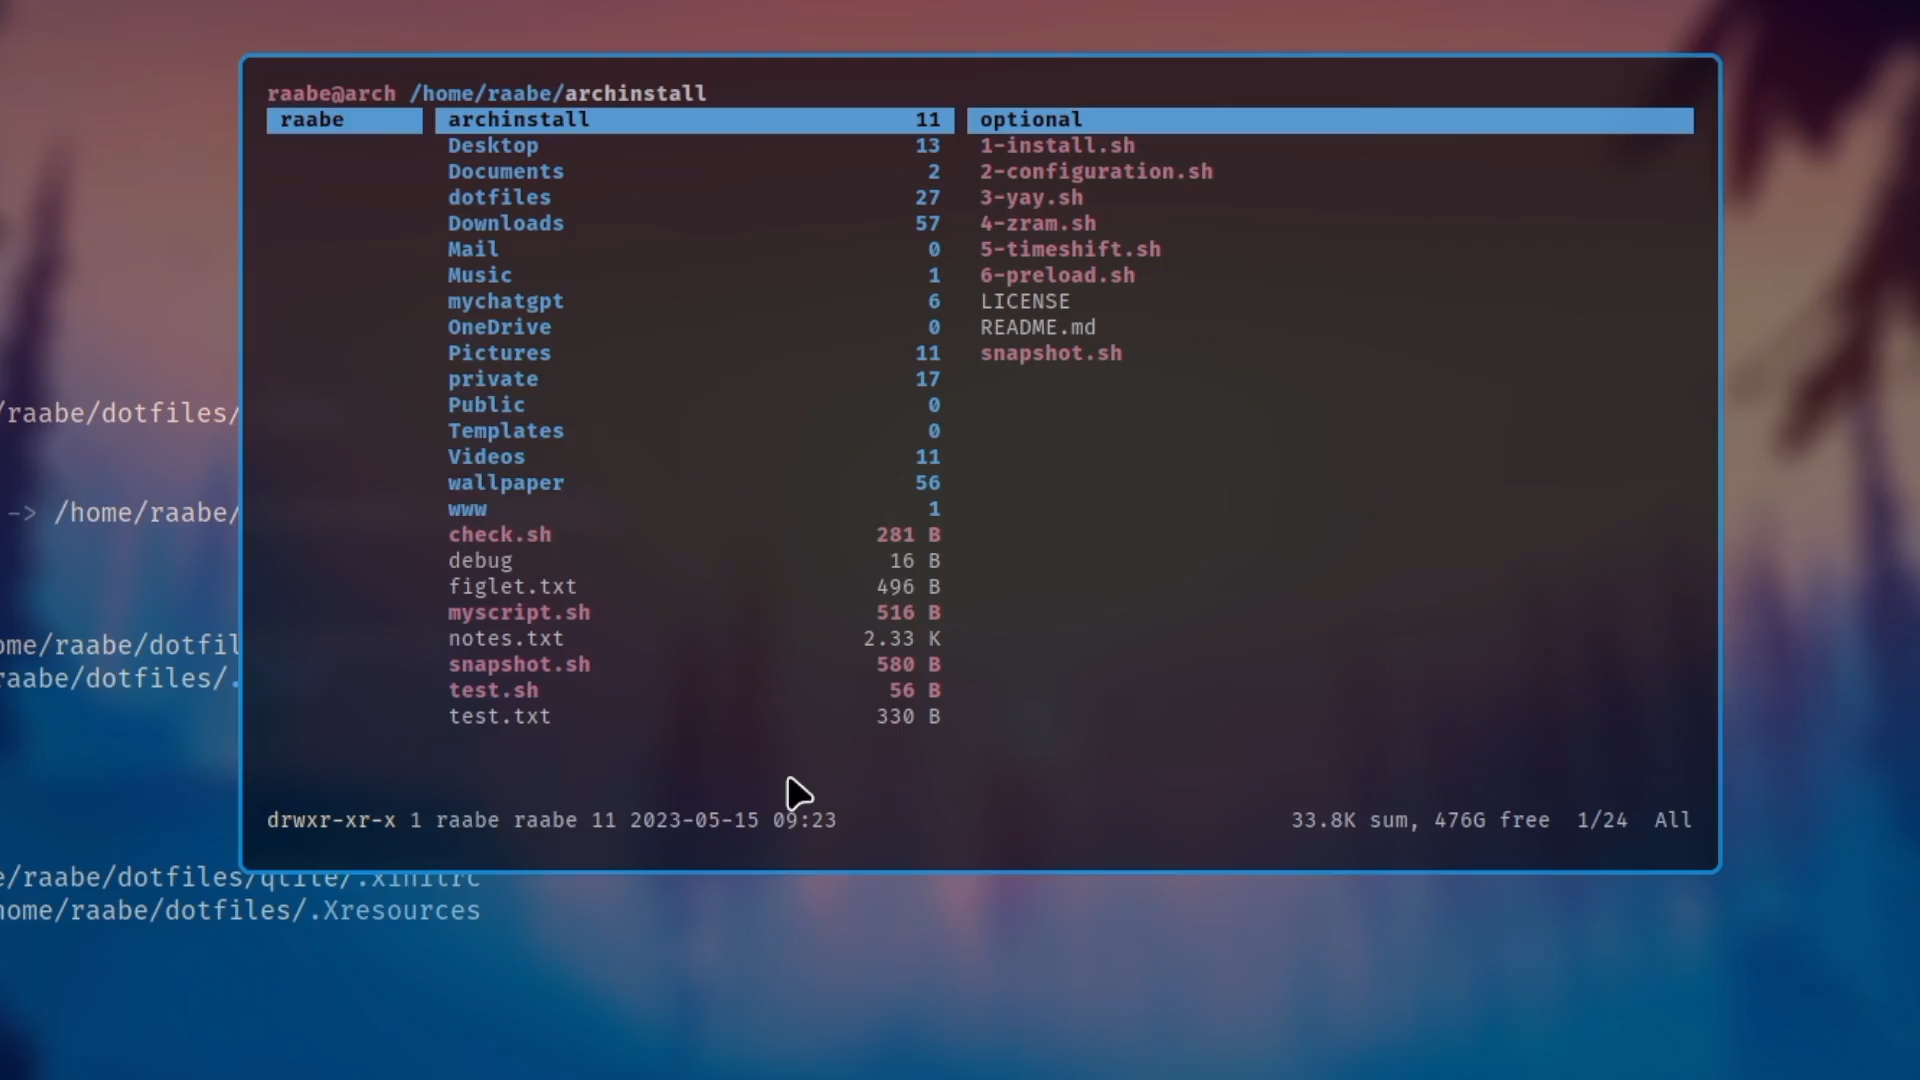 raabe@arch /home/raabe/archinstall
raabe archinstall 11 optional
Desktop 13 1-install.sh
Documents 2 2-configuration.sh
dotfiles 27 3-yay.sh
Downloads 57 4-zram.sh
Mail 0 5-timeshift.sh
Music 1 6-preload.sh
mychatgpt 6 LICENSE
OneDrive 0 README.md
Pictures 11 snapshot.sh
private 17
Public 0
/raabe/dotfiles/
Templates 0
Videos 11
wallpaper 56
www 1
-> /home/raabe/
check.sh 281 B
debug 16 B
figlet.txt 496 B
myscript.sh 516 B
notes.txt 2.33 K
ome/raabe/dotfil
snapshot.sh 580 B
raabe/dotfiles/.
test.sh 56 B
test.txt 330 B
drwxr-xr-x 1 raabe raabe 11 2023-05-15 09:23 33.8K sum, 476G free 1/24 All
e/raabe/dotfiles/qtile/.xinitrc
home/raabe/dotfiles/.Xresources